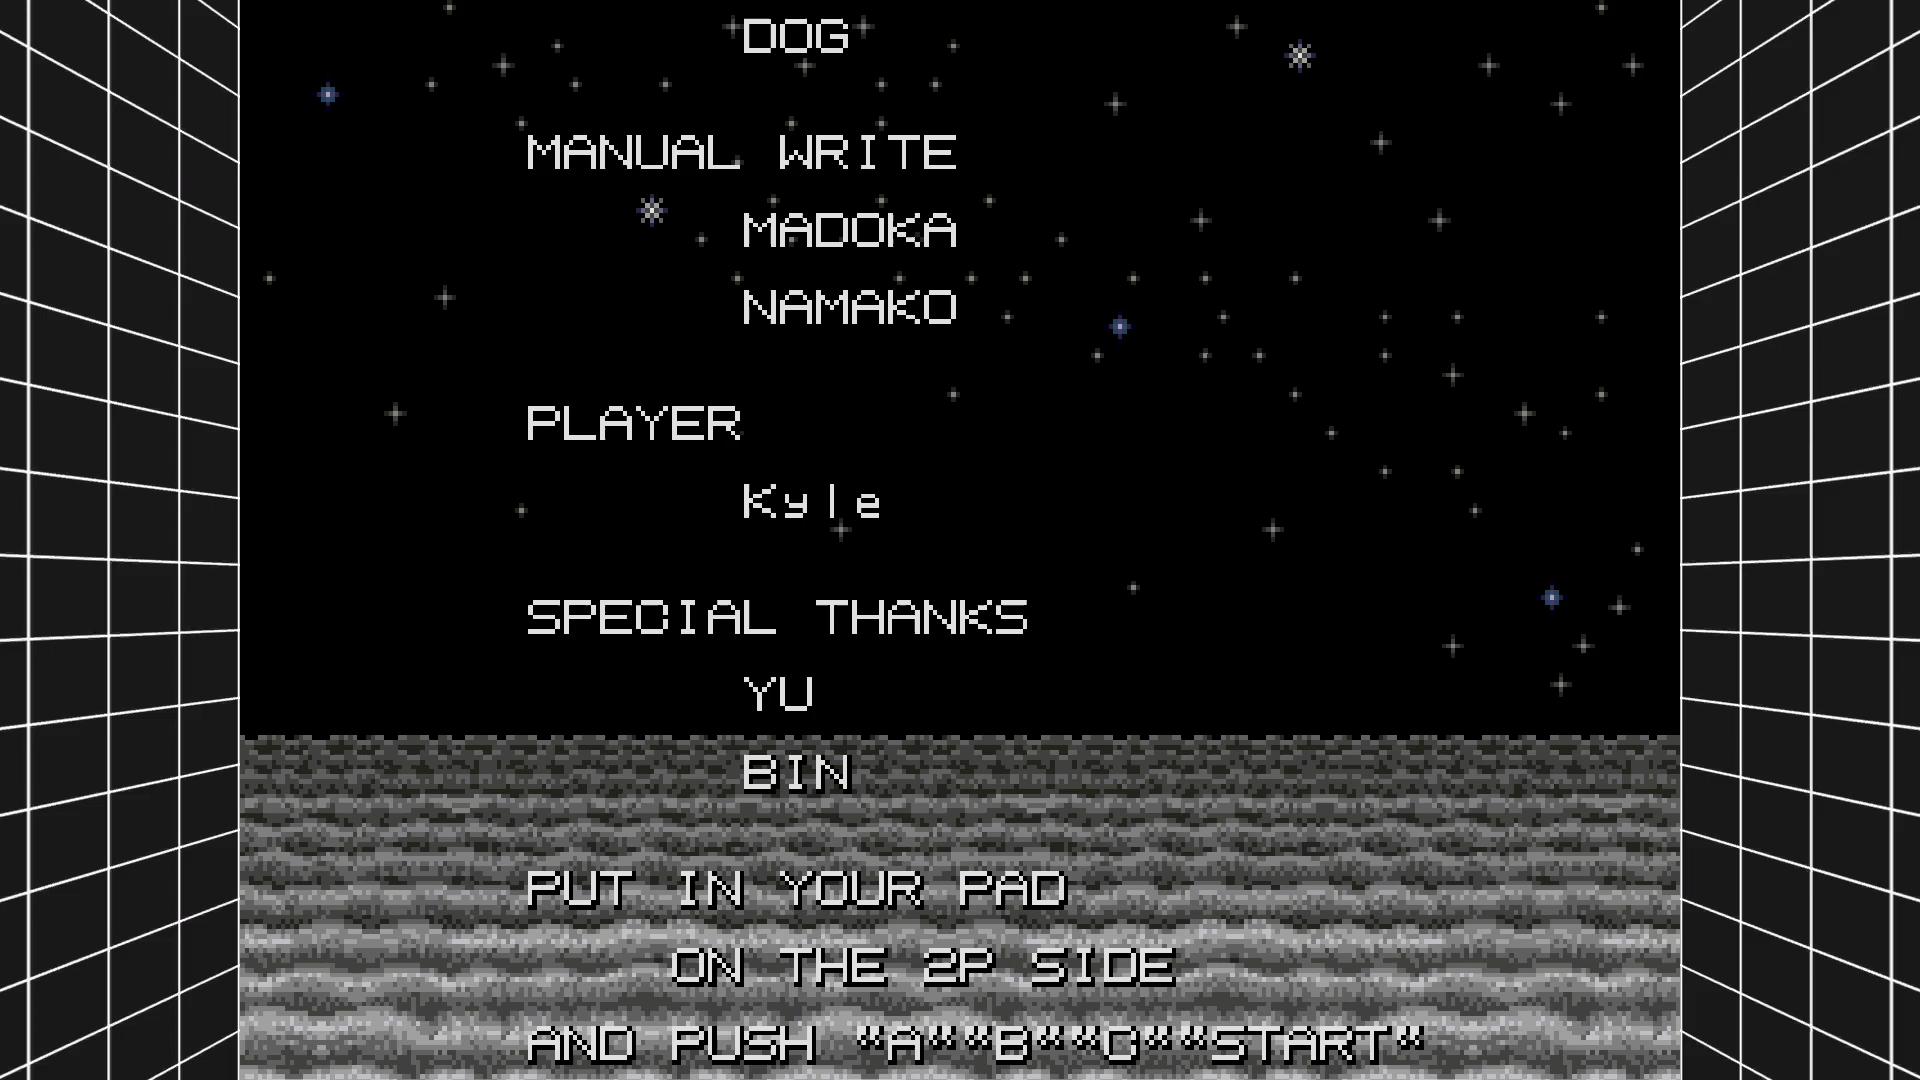 DOG
MANUAL WRITE
MADOKA
NAMAKO
PLAYER
Kyle
SPECIAL THANKS
YU
BIN
PUT IN YOUR PAD
ON THE 2P SIDE
AND PUSH "A""B""C""START"